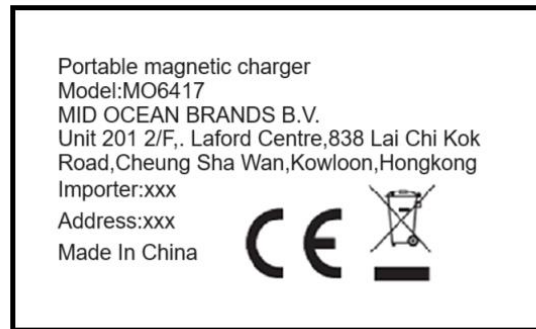 Portable magnetic charger
Model:MO6417
MID OCEAN BRANDS B.V.
Unit 201 2/F,. Laford Centre,838 Lai Chi Kok
Road,Cheung Sha Wan,Kowloon,Hongkong
Importer:xxx
Address:xxx
Made In China
CE